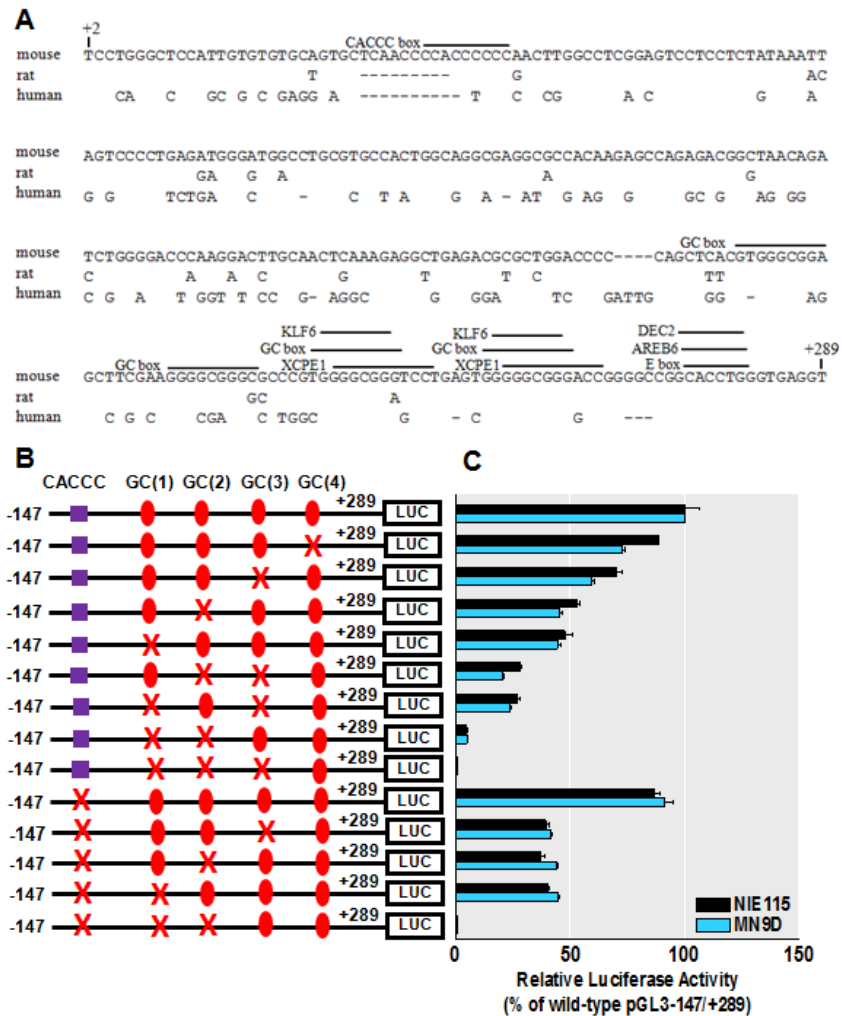 A
+2
CACCC box
mouse TCCTGGGCTCCATTGTGTGTGCAGTGCTCAACCCCACCCCCCAACTTGGCCTCGGAGTCCTCCTCTATAAATT
rat T --------- G AC
human CA C GC G C GAGG A ---------- T C CG A C G A
mouse AGTCCCCTGAGATGGGATGGCCTGCGTGCCACTGGCAGGCGAGGCGCCACAAGAGCCAGAGACGGCTAACAGA
rat GA G A A G
human G G TCTGA C - C T A G A- AT G AG G GC G AG GG
GC box
mouse TCTGGGGACCCAAGGACTTGCAACTCAAAGAGGCTGAGACGCGCTGGACCCC----CAGCTCACGTGGGCGGA
rat C A A C G T T C TT
human C G A T GGT T CC G- AGGC G GGA T C GATTG GG - AG
KLF6 KLF6 DEC2
GC box GC box AREB6 +289
GC box XCPE1 XCPE1 E box
mouse GCTTCGAAGGGGCGGGCGCCCGTGGGGCGGGTCCTGAGTGGGGGCGGGACCGGGGCCGGCACCTGGGTGAGGT
rat GC A
human C G C CGA C TGGC G - C G ---
B
CACCC GC(1) GC(2) GC(3) GC(4)
-147 +289 LUC
-147 X +289 LUC
-147 X +289 LUC
-147 X +289 LUC
-147 X +289 LUC
-147 X X +289 LUC
-147 X X +289 LUC
-147 X X +289 LUC
-147 X X X +289 LUC
-147 X +289 LUC
-147 X X +289 LUC
-147 X X +289 LUC
-147 X X +289 LUC
-147 X X X +289 LUC
C
NIE115
MN9D
0 50 100 150
Relative Luciferase Activity
(% of wild-type pGL3-147/+289)